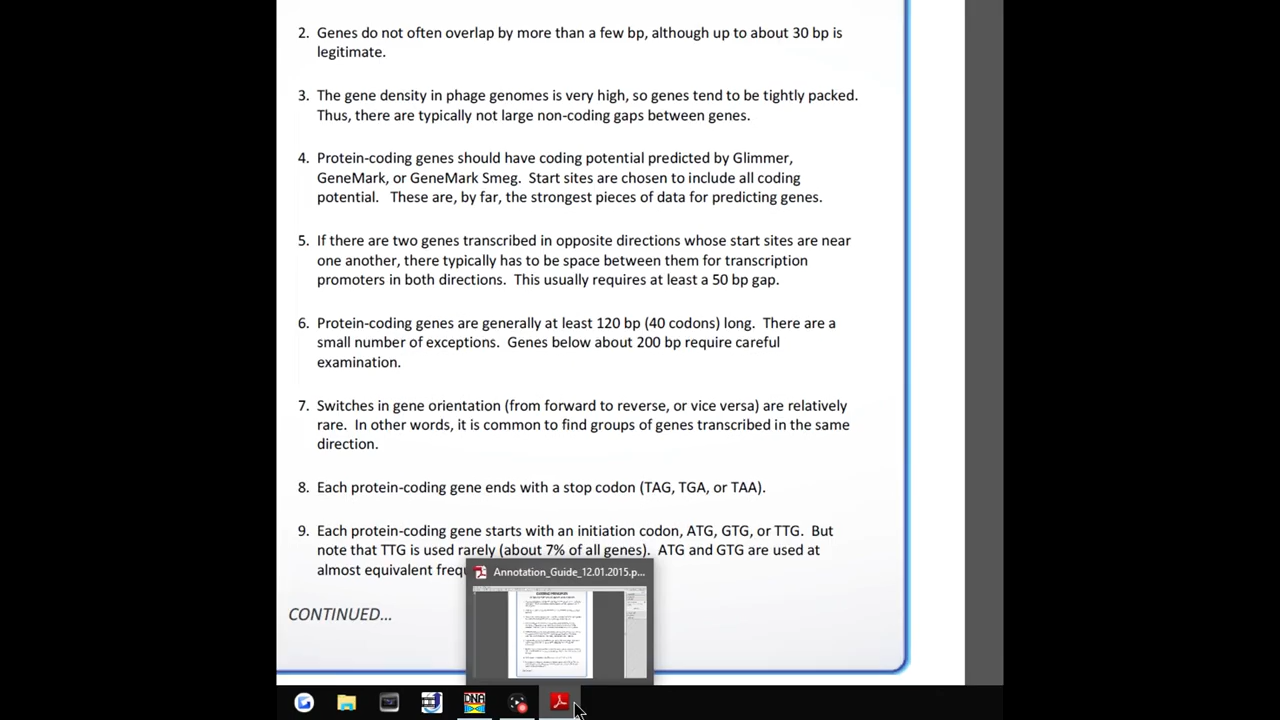 2. Genes do not often overlap by more than a few bp, although up to about 30 bp is
legitimate.
3. The gene density in phage genomes is very high, so genes tend to be tightly packed.
Thus, there are typically not large non-coding gaps between genes.
4. Protein-coding genes should have coding potential predicted by Glimmer,
GeneMark, or GeneMark Smeg. Start sites are chosen to include all coding
potential. These are, by far, the strongest pieces of data for predicting genes.
5. If there are two genes transcribed in opposite directions whose start sites are near
one another, there typically has to be space between them for transcription
promoters in both directions. This usually requires at least a 50 bp gap.
6. Protein-coding genes are generally at least 120 bp (40 codons) long. There are a
small number of exceptions. Genes below about 200 bp require careful
examination.
7. Switches in gene orientation (from forward to reverse, or vice versa) are relatively
rare. In other words, it is common to find groups of genes transcribed in the same
direction.
8. Each protein-coding gene ends with a stop codon (TAG, TGA, or TAA).
9. Each protein-coding gene starts with an initiation codon, ATG, GTG, or TTG. But
note that TTG is used rarely (about 7% of all genes). ATG and GTG are used at
almost equivalent
Annotation_Guide_12.01.2015.p...
CONTINUED...
DNA